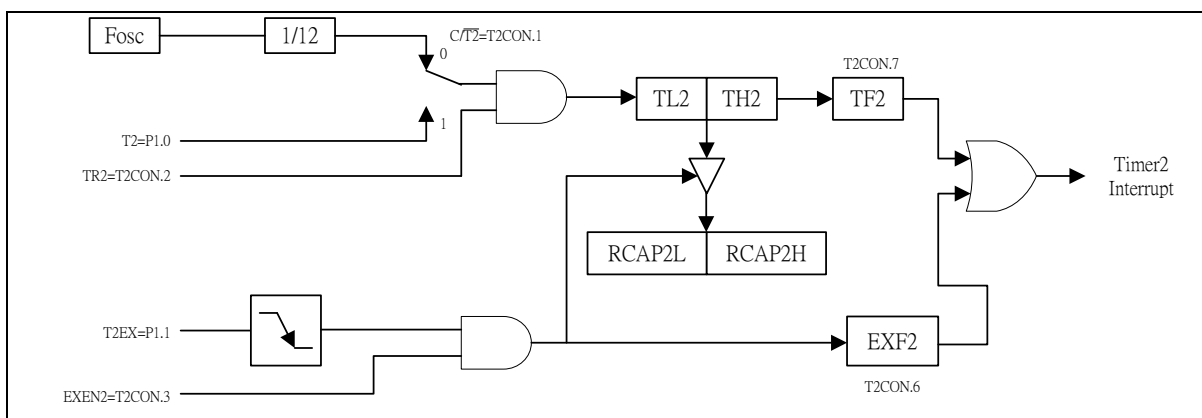 Fosc
1/12
C/T2=T2CON.1
0
1
T2=P1.0
TR2=T2CON.2
TL2
TH2
T2CON.7
TF2
Timer2
Interrupt
RCAP2L
RCAP2H
T2EX=P1.1
EXEN2=T2CON.3
EXF2
T2CON.6